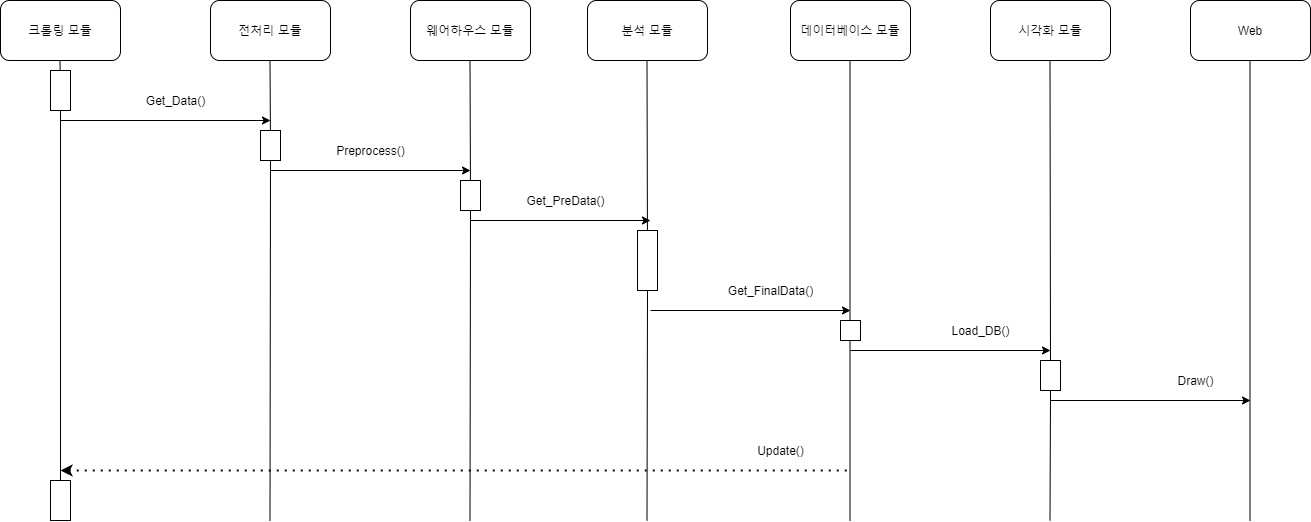 크롤링 모듈
전처리 모듈
웨어하우스 모듈
분석 모듈
데이터베이스 모듈
시각화 모듈
Web
Get_Data()
Preprocess()
Get_PreData()
Get_FinalData()
Load_DB()
Draw()
Update()